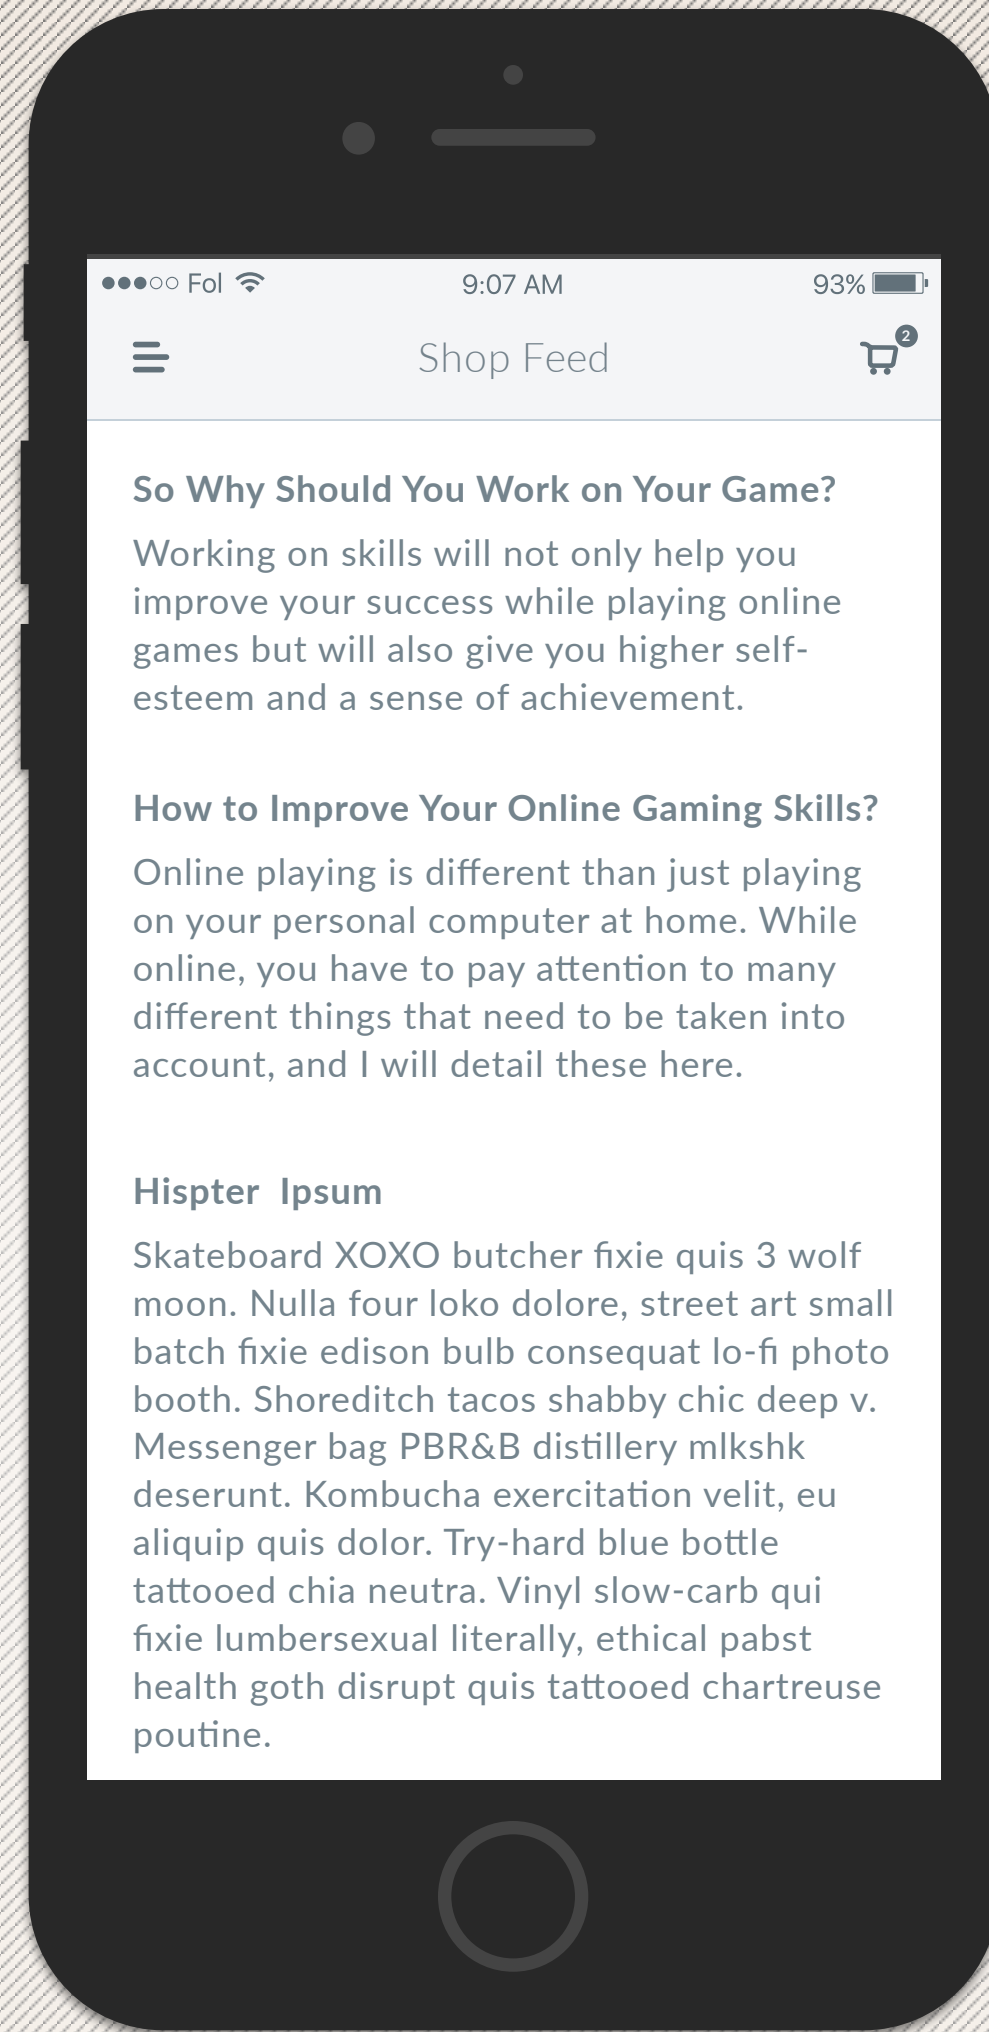 Fol 9:07 AM 93%
Shop Feed 2
So Why Should You Work on Your Game?
Working on skills will not only help you
improve your success while playing online
games but will also give you higher self-
esteem and a sense of achievement.
How to Improve Your Online Gaming Skills?
Online playing is different than just playing
on your personal computer at home. While
online, you have to pay attention to many
different things that need to be taken into
account, and I will detail these here.
Hispter  Ipsum
Skateboard XOXO butcher fixie quis 3 wolf
moon. Nulla four loko dolore, street art small
batch fixie edison bulb consequat lo-fi photo
booth. Shoreditch tacos shabby chic deep v.
Messenger bag PBR&B distillery mlkshk
deserunt. Kombucha exercitation velit, eu
aliquip quis dolor. Try-hard blue bottle
tattooed chia neutra. Vinyl slow-carb qui
fixie lumbersexual literally, ethical pabst
health goth disrupt quis tattooed chartreuse
poutine.